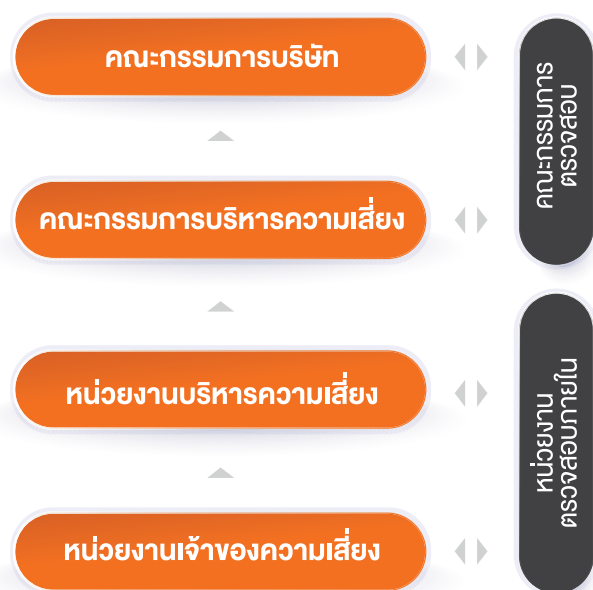 คณะกรรมการบริษัท
คณะกรรมการ
ตรวจสอบ
คณะกรรมการบริหารความเสี่ยง
หน่วยงานบริหารความเสี่ยง
หน่วยงาน
ตรวจสอบภายใน
หน่วยงานเจ้าของความเสี่ยง